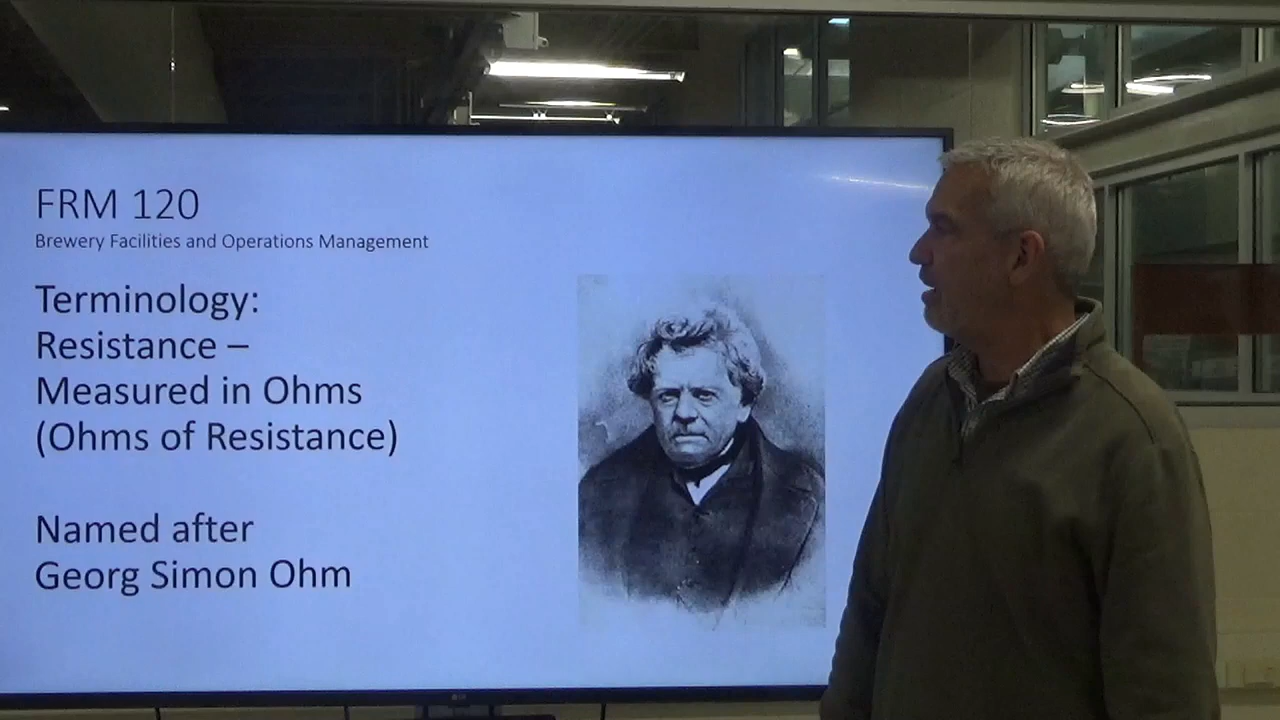 FRM 120
Brewery Facilities and Operations Management
Terminology:
Resistance –
Measured in Ohms
(Ohms of Resistance)
Named after
Georg Simon Ohm
LG